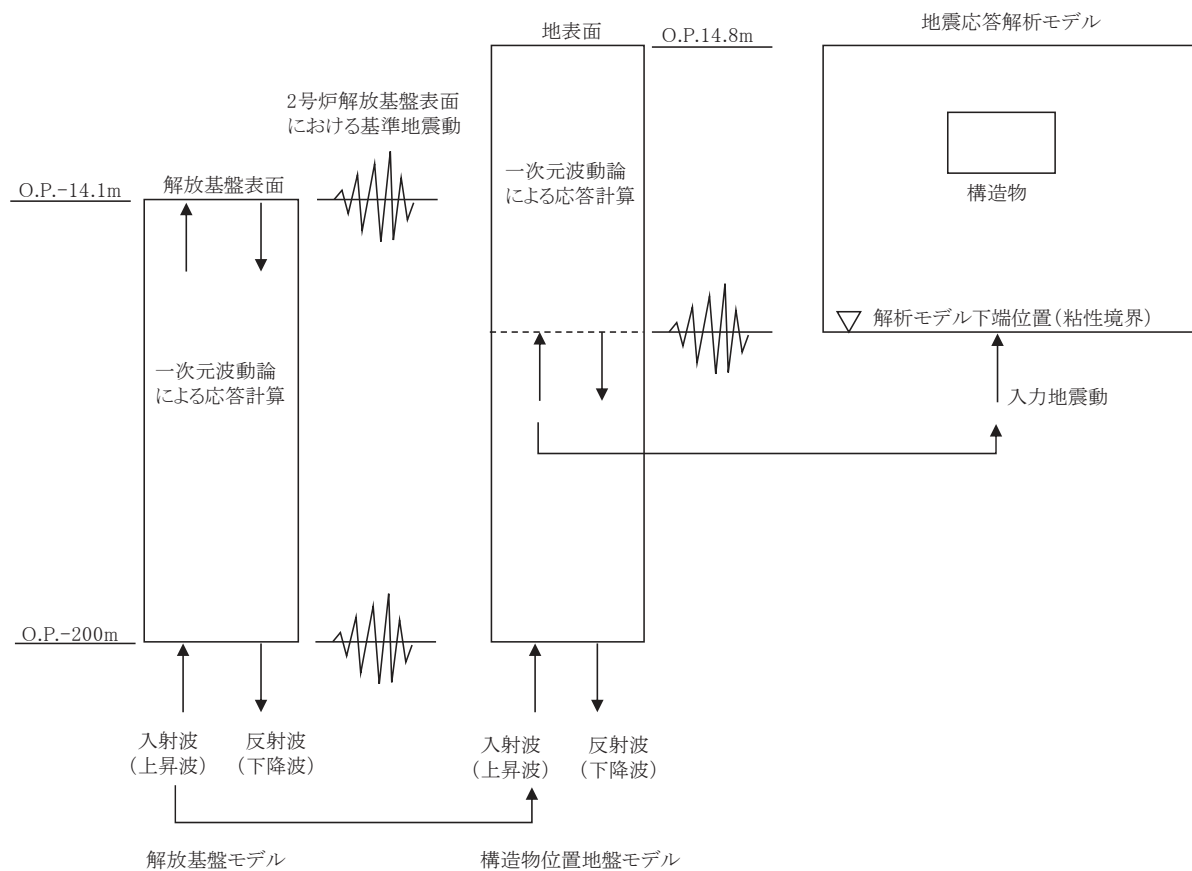 地震応答解析モデル
地表面
O.P.14.8m
2号炉解放基盤表面
における基準地震動
一次元波動論
による応答計算
構造物
解放基盤表面
O.P.-14.1m
解析モデル下端位置(粘性境界)
一次元波動論
による応答計算
入力地震動
O.P.-200m
入射波
(上昇波)
反射波
(下降波)
入射波
(上昇波)
反射波
(下降波)
解放基盤モデル
構造物位置地盤モデル